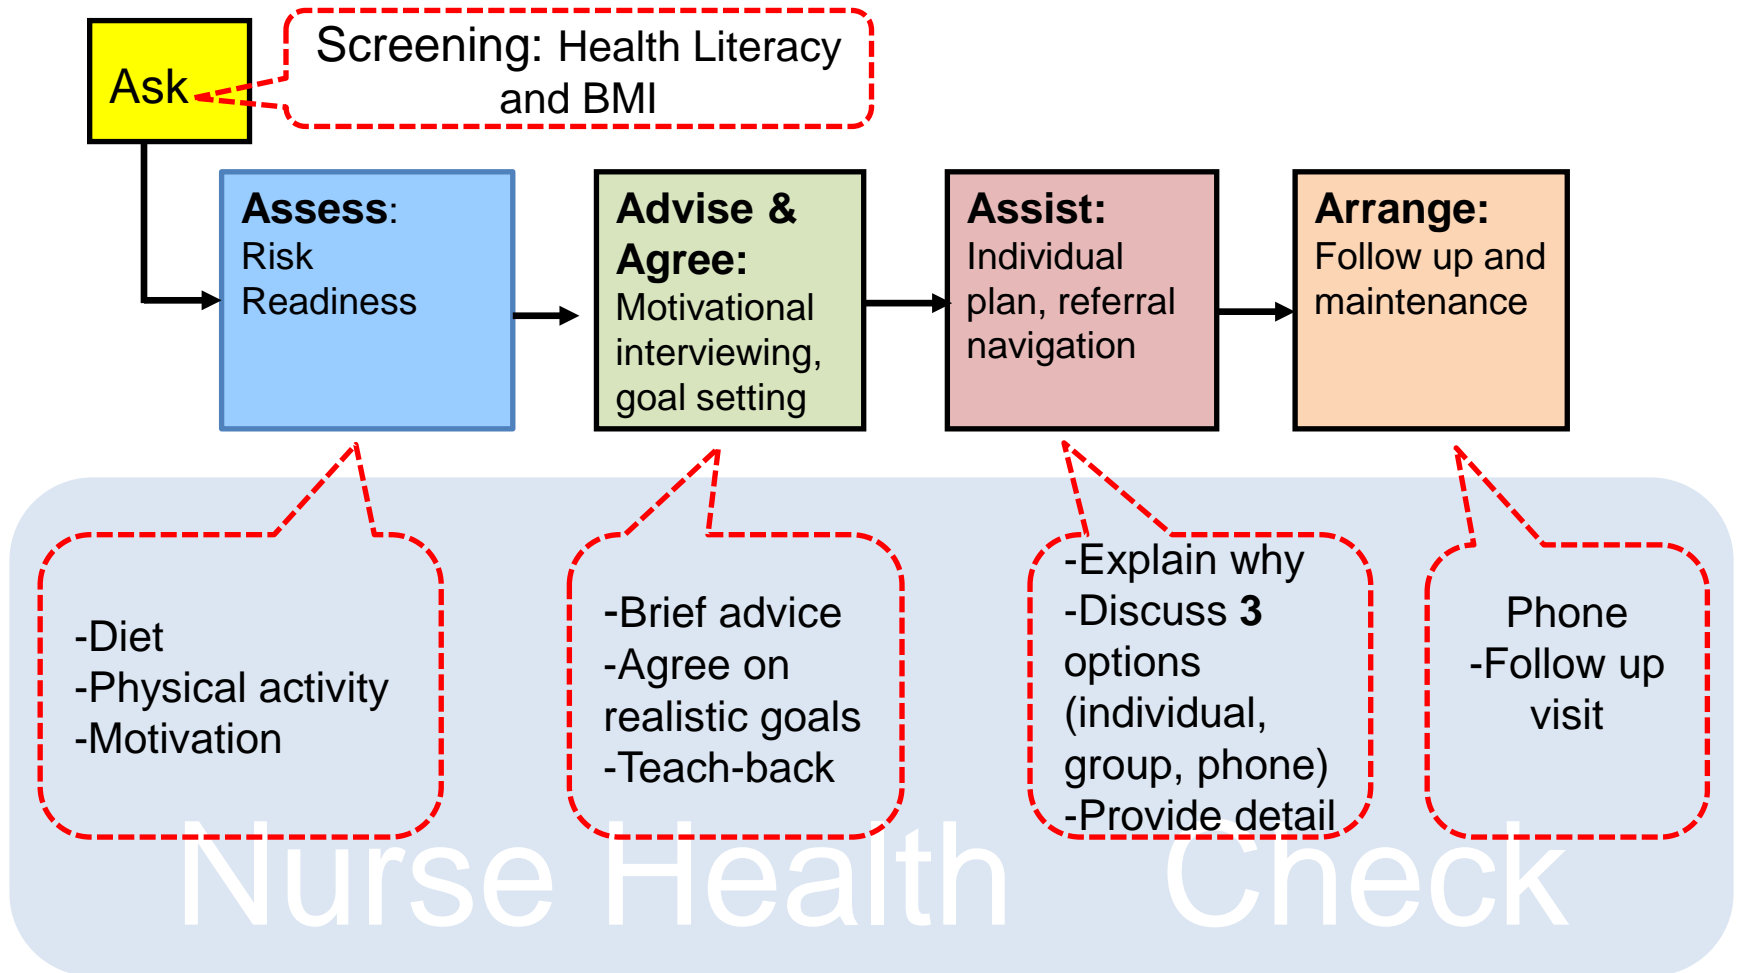 Ask
Screening: Health Literacy
and BMI
Assess:
Risk
Readiness
Advise &
Agree:
Motivational
interviewing,
goal setting
Assist:
Individual
plan, referral
navigation
Arrange:
Follow up and
maintenance
-Diet
-Physical activity
-Motivation
-Brief advice
-Agree on
realistic goals
-Teach-back
-Explain why
-Discuss 3
options
(individual,
group, phone)
-Provide detail
Phone
-Follow up
visit
Nurse Health Check